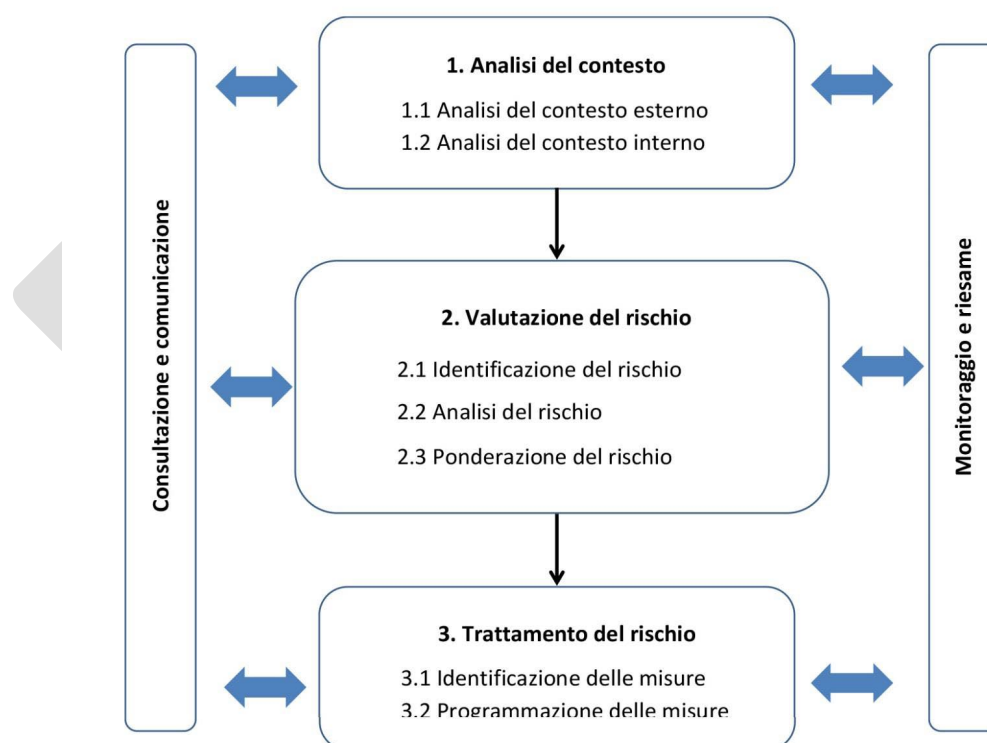 Consultazione e comunicazione
1. Analisi del contesto
1.1 Analisi del contesto esterno
1.2 Analisi del contesto interno
2. Valutazione del rischio
2.1 Identificazione del rischio
2.2 Analisi del rischio
2.3 Ponderazione del rischio
3. Trattamento del rischio
3.1 Identificazione delle misure
3.2 Programmazione delle misure
Monitoraggio e riesame